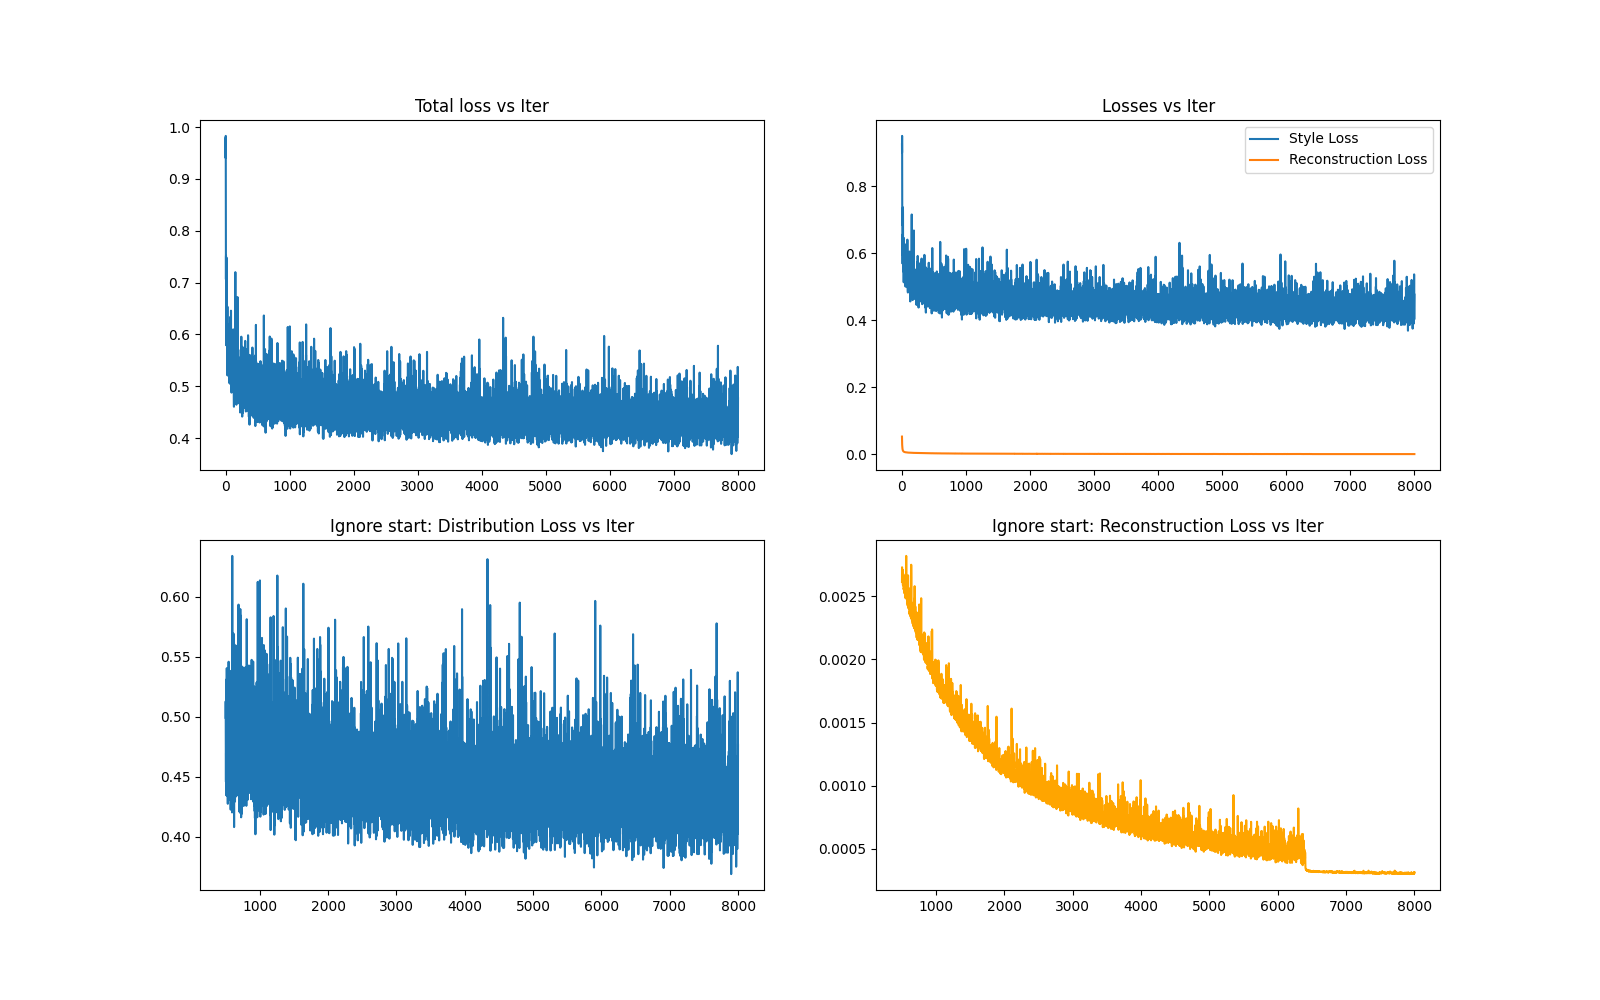 Total loss vs Iter
1.0
0.9
0.8
0.7
0.6
0.5
0.4
0 1000 2000 3000 4000 5000 6000 7000 8000
Losses vs Iter
Style Loss
Reconstruction Loss
0.8
0.6
0.4
0.2
0.0
0 1000 2000 3000 4000 5000 6000 7000 8000
Ignore start: Distribution Loss vs Iter
0.60
0.55
0.50
0.45
0.40
1000 2000 3000 4000 5000 6000 7000 8000
Ignore start: Reconstruction Loss vs Iter
0.0025
0.0020
0.0015
0.0010
0.0005
1000 2000 3000 4000 5000 6000 7000 8000